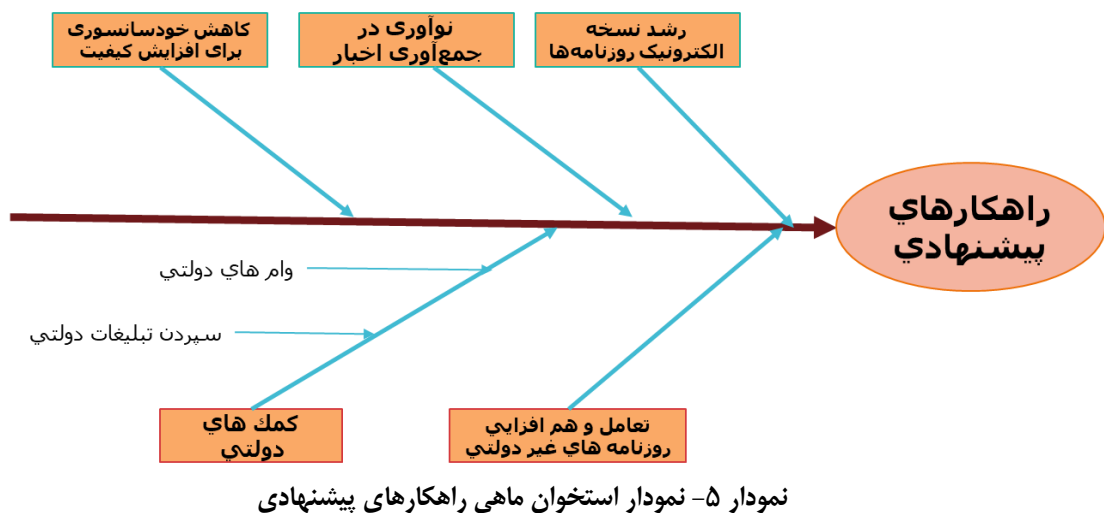 رشد نسخه
الکترونیک روزنامه‌ها
نوآوری در
جمع‌آوری اخبار
کاهش خودسانسوری
برای افزایش کیفیت
راهكارهاي
پيشنهادي
وام هاي دولتي
سپردن تبليغات دولتي
تعامل و هم افزايي
روزنامه هاي غير دولتي
كمك هاي
دولتي
نمودار ۵- نمودار استخوان ماهی راهکارهای پیشنهادی